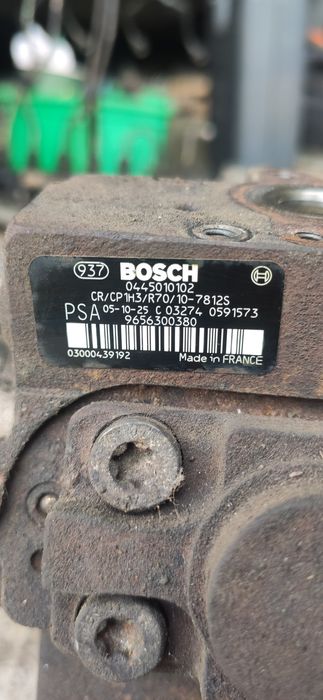 937 BOSCH
0445010102
CR/CP1H3/R70/10-7812S
PSA 05-10-25 C 03274 0591573
9656300380
03000439192 Made in FRANCE